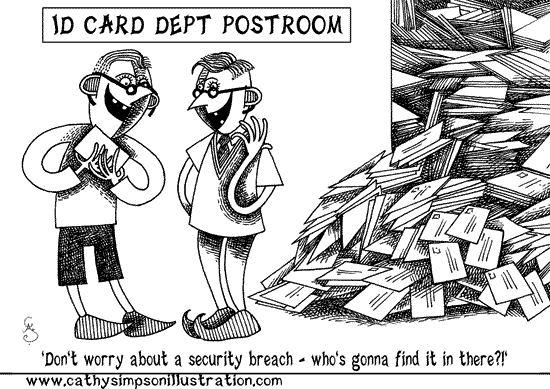 ID CARD DEPT POSTROOM
'Don't worry about a security breach - who's gonna find it in there?!'
www.cathysimpsonillustration.com